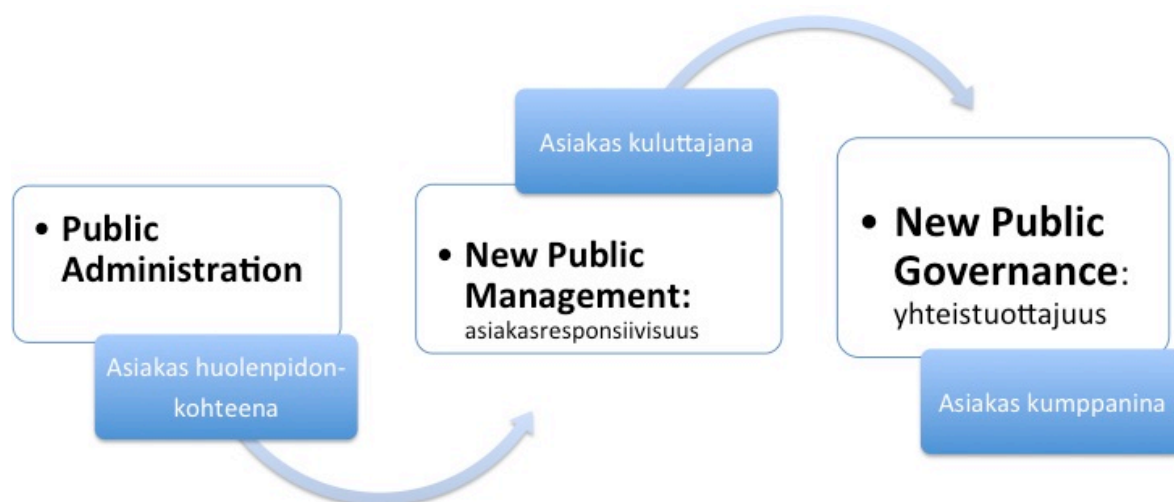 • Public
Administration
Asiakas huolenpidon-
kohteena
Asiakas kuluttajana
• New Public
Management:
asiakasresponsiivisuus
• New Public
Governance:
yhteistuottajuus
Asiakas kumppanina